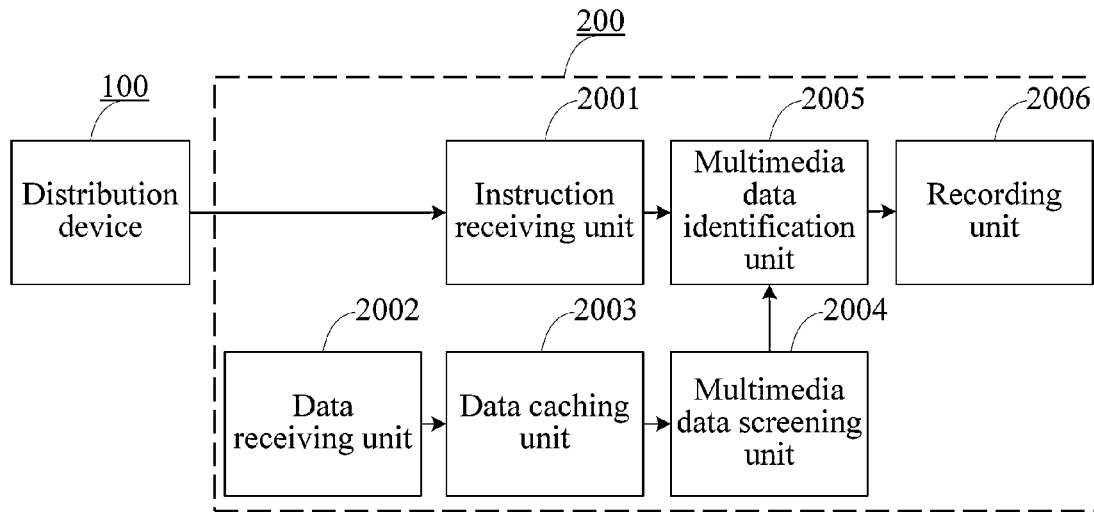 200
100
2001
2005
2006
Distribution
device
Instruction
receiving unit
Multimedia
data
identification
unit
Recording
unit
2002
2003
2004
Data
receiving unit
Data caching
unit
Multimedia
data screening
unit